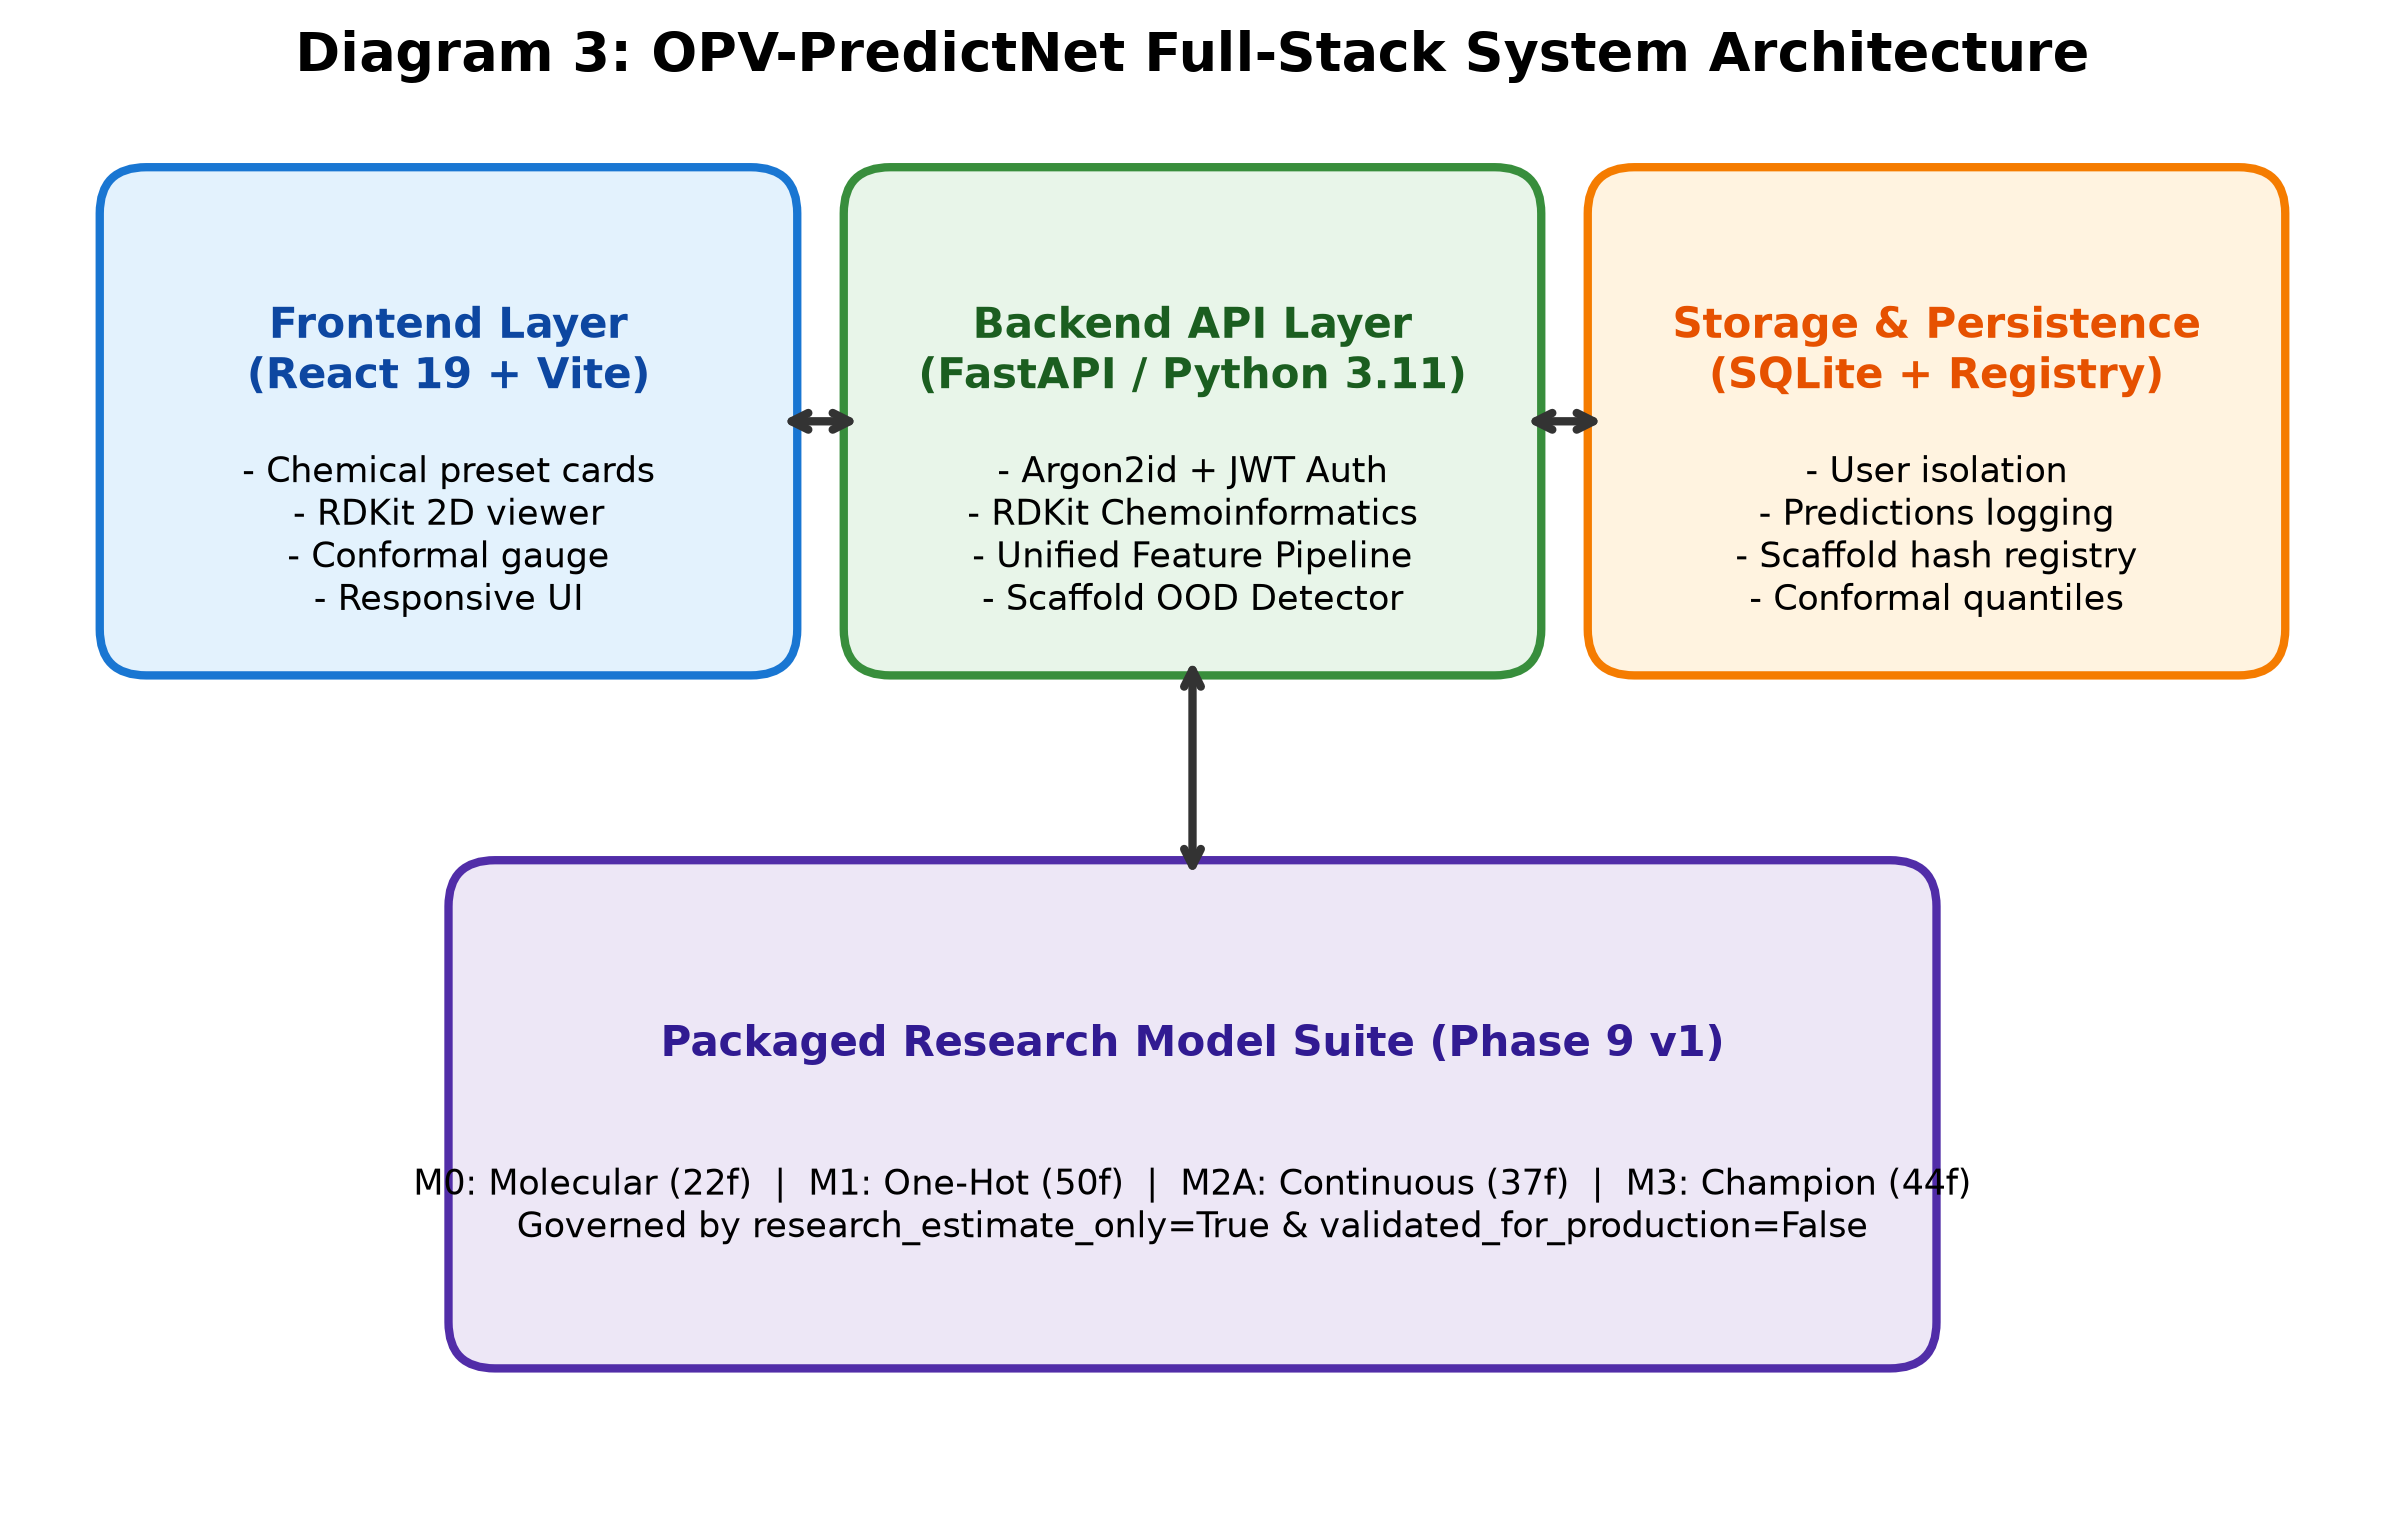 Diagram 3: OPV-PredictNet Full-Stack System Architecture
Frontend Layer
(React 19 + Vite)
- Chemical preset cards
- RDKit 2D viewer
- Conformal gauge
- Responsive UI
Backend API Layer
(FastAPI / Python 3.11)
- Argon2id + JWT Auth
- RDKit Chemoinformatics
- Unified Feature Pipeline
- Scaffold OOD Detector
Storage & Persistence
(SQLite + Registry)
- User isolation
- Predictions logging
- Scaffold hash registry
- Conformal quantiles
Packaged Research Model Suite (Phase 9 v1)
M0: Molecular (22f) | M1: One-Hot (50f) | M2A: Continuous (37f) | M3: Champion (44f)
Governed by research_estimate_only=True & validated_for_production=False